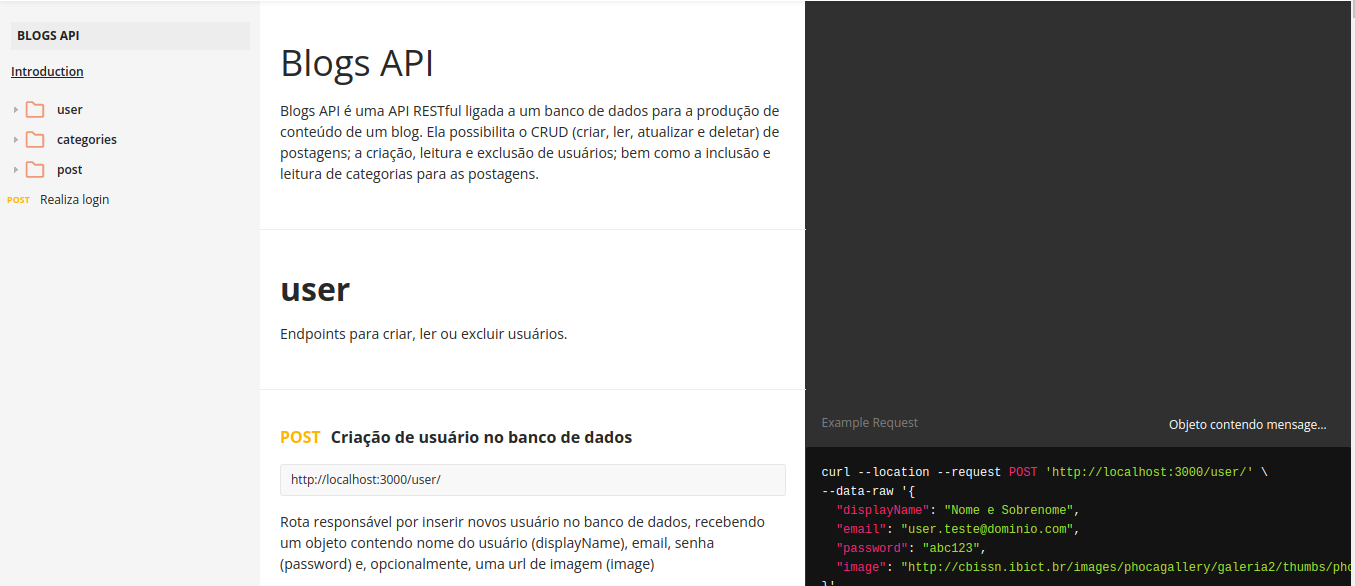 BLOGS API
Introduction
user
categories
post
POST Realiza login
Blogs API
Blogs API é uma API RESTful ligada a um banco de dados para a produção de
conteúdo de um blog. Ela possibilita o CRUD (criar, ler, atualizar e deletar) de
postagens; a criação, leitura e exclusão de usuários; bem como a inclusão e
leitura de categorias para as postagens.
user
Endpoints para criar, ler ou excluir usuários.
POST Criação de usuário no banco de dados
http://localhost:3000/user/
Rota responsável por inserir novos usuário no banco de dados, recebendo
um objeto contendo nome do usuário (displayName), email, senha
(password) e, opcionalmente, uma url de imagem (image)
Example Request
Objeto contendo message...
curl --location --request POST 'http://localhost:3000/user/' \
--data-raw '{
"displayName": "Nome e Sobrenome",
"email": "user.teste@dominio.com",
"password": "abc123",
"image": "http://cbissn.ibict.br/images/phocagallery/galeria2/thumbs/pho
}'